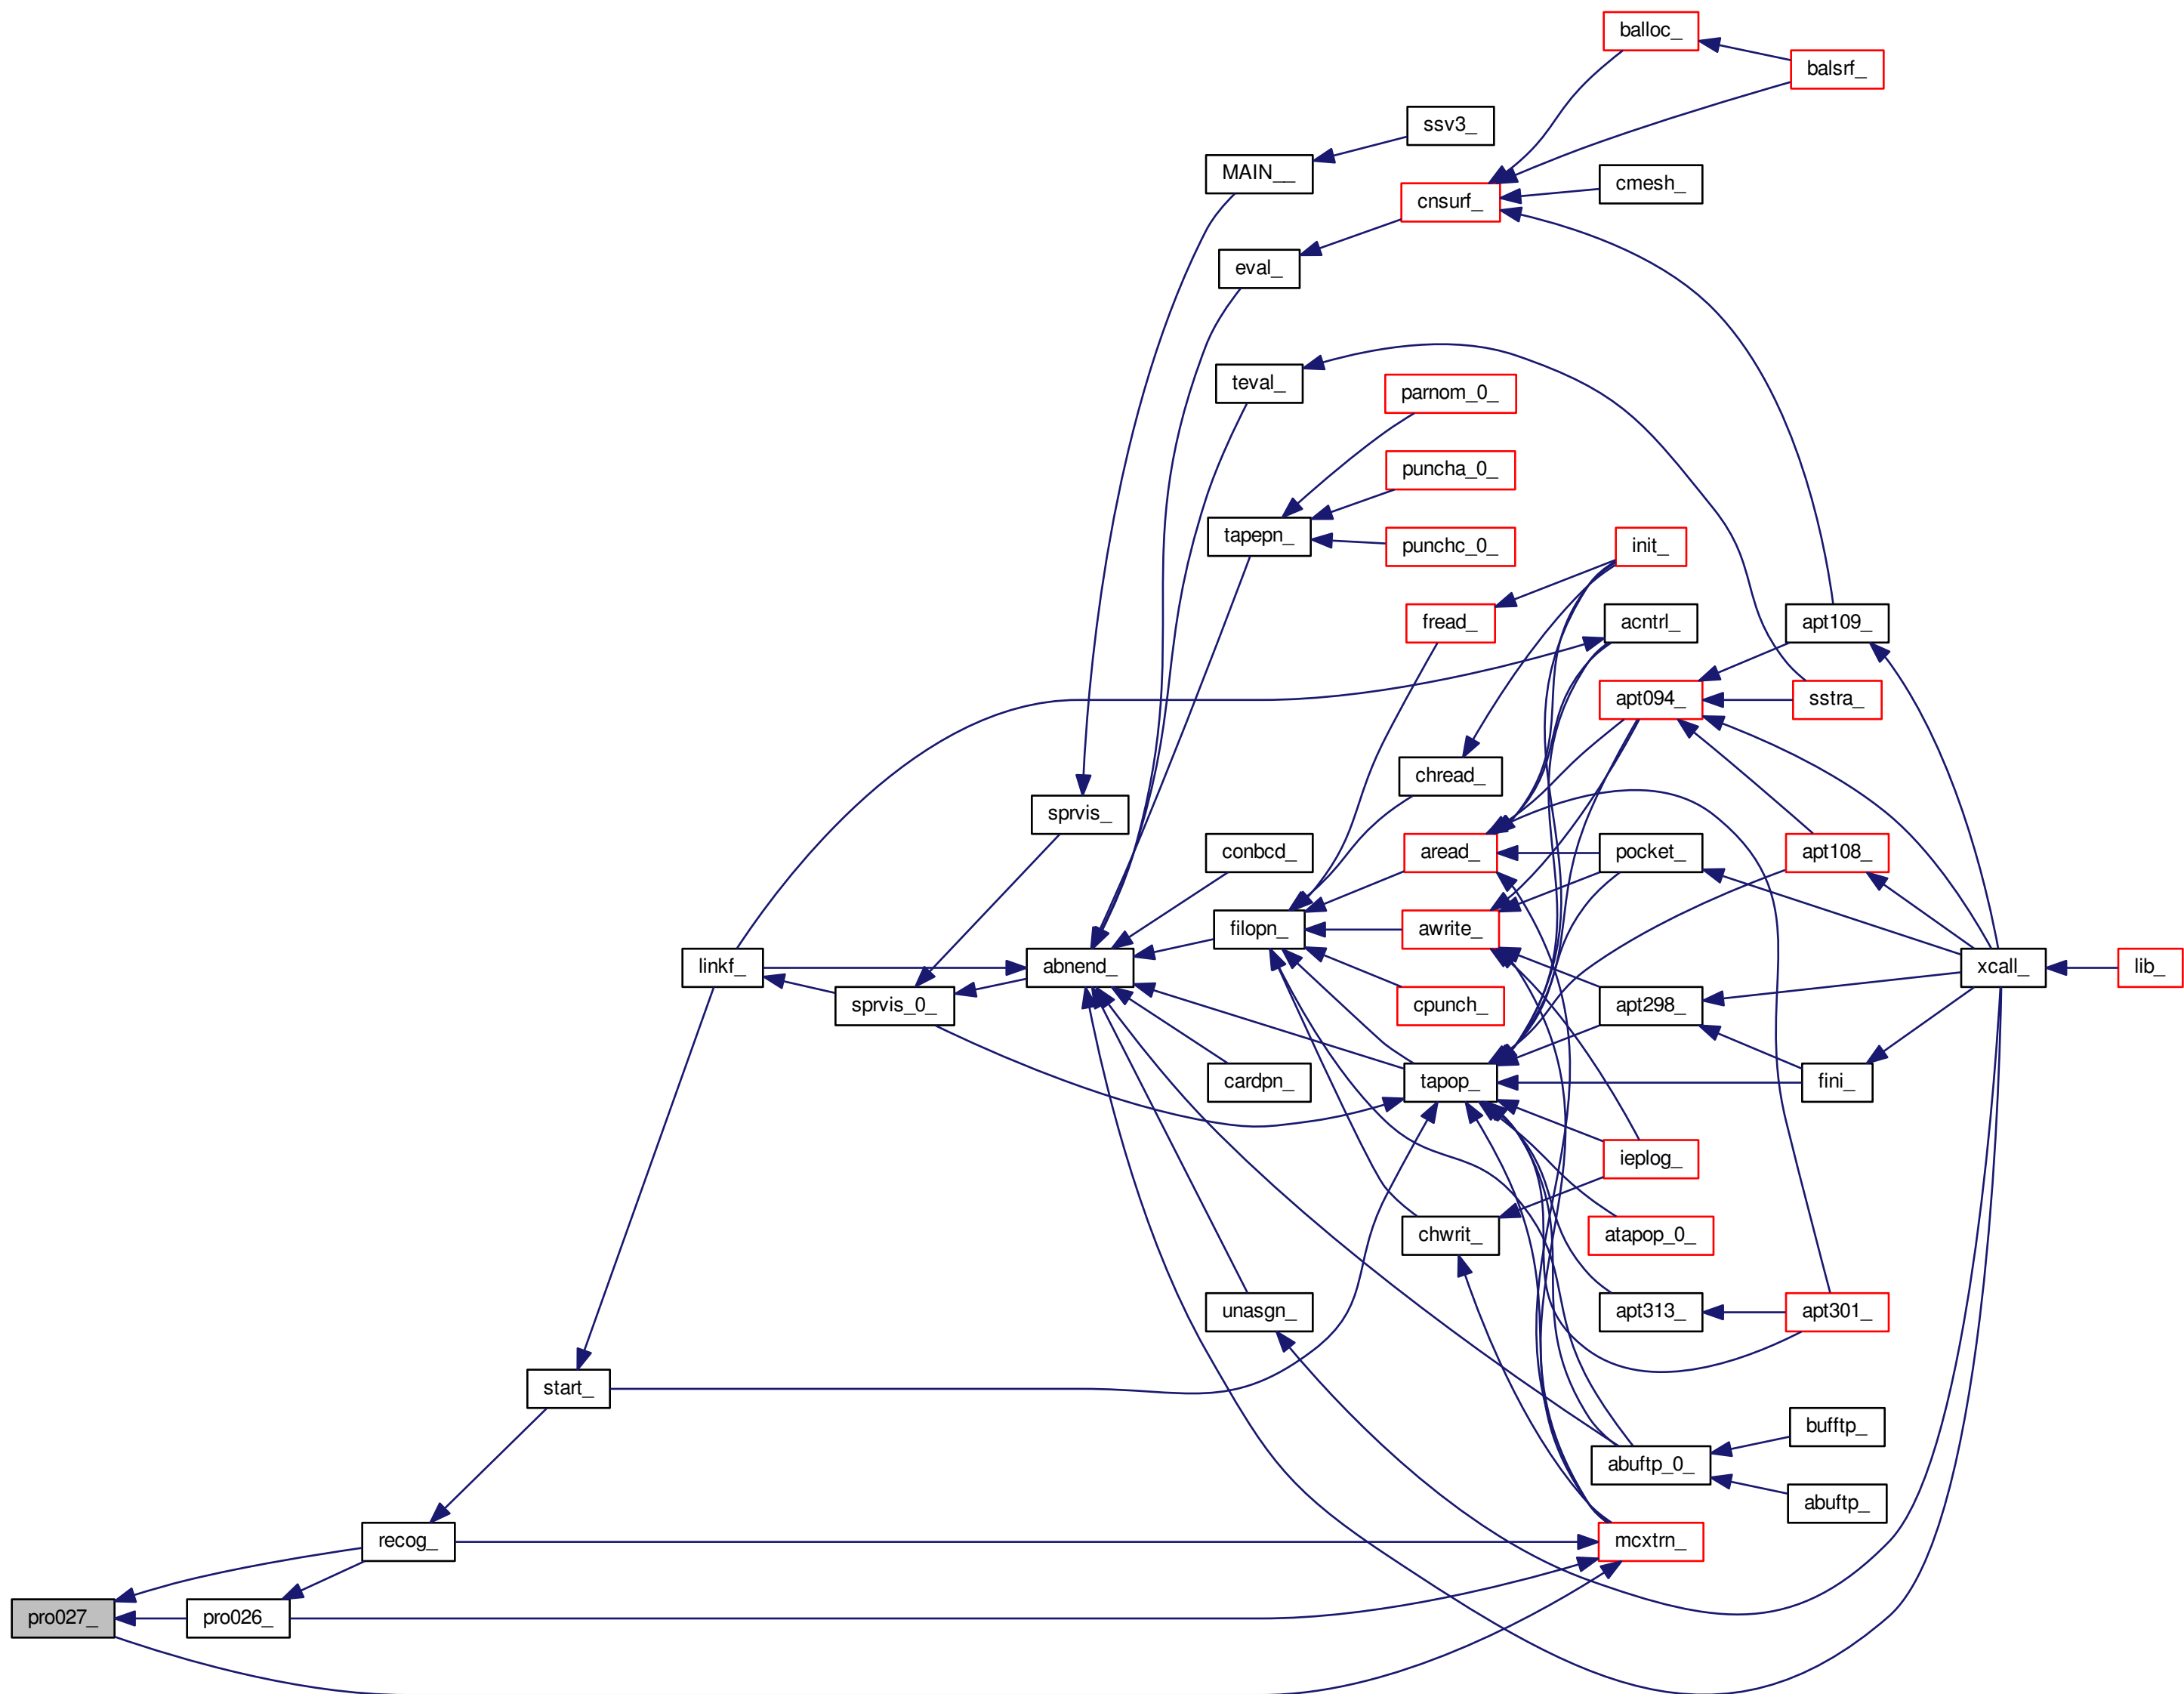 balloc_
balsrf_
ssv3_
MAIN__
cmesh_
cnsurf_
eval_
teval_
parnom_0_
puncha_0_
tapepn_
punchc_0_
init_
fread_
acntrl_
apt109_
apt094_
sstra_
chread_
sprvis_
conbcd_
aread_
pocket_
apt108_
filopn_
awrite_
linkf_
abnend_
xcall_
lib_
sprvis_0_
cpunch_
apt298_
cardpn_
tapop_
fini_
ieplog_
chwrit_
atapop_0_
unasgn_
apt313_
apt301_
start_
bufftp_
abuftp_0_
abuftp_
recog_
mcxtrn_
pro027_
pro026_